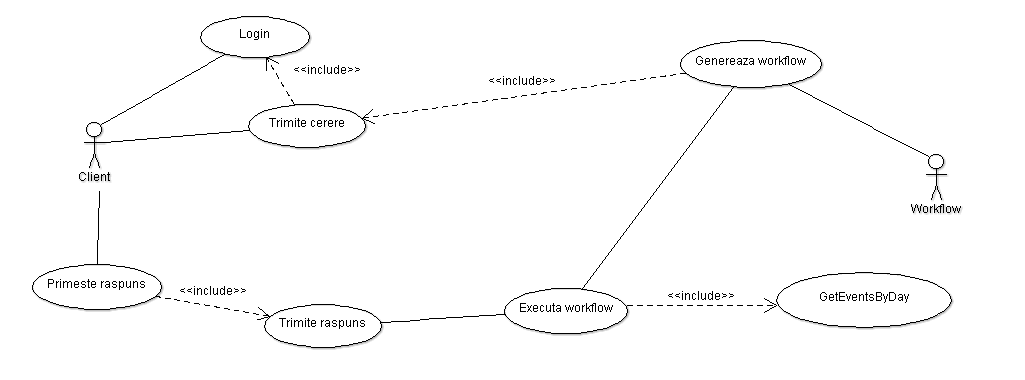 Login
<<include>>
Genereaza workflow
<<include>>
Trimite cerere
Client
Workflow
Primeste raspuns
<<include>>
Trimite raspuns
Executa workflow
<<include>>
GetEventsByDay